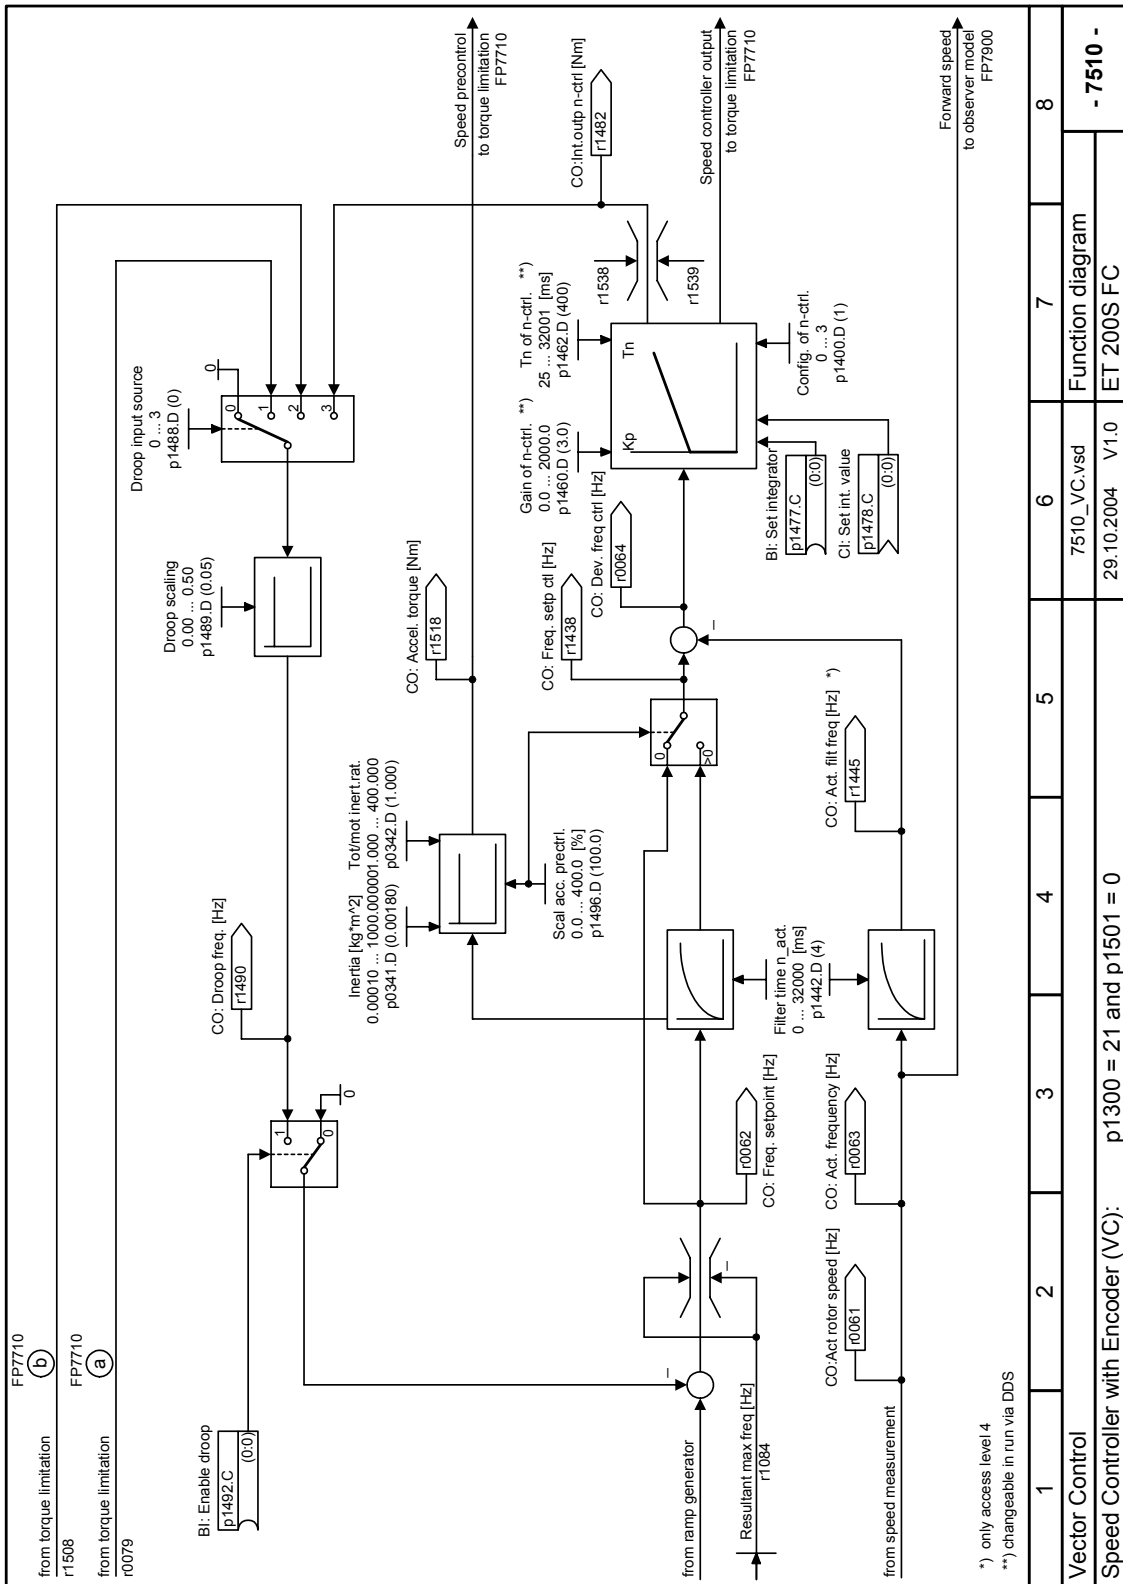 FP7710
b
from torque limitation
r1508
FP7710
a
from torque limitation
r0079
BI: Enable droop
p1492.C
(0:0)
1
0
0
CO: Droop freq. [Hz]
r1490
Droop scaling
0.00 ... 0.50
p1489.D (0.05)
Droop input source
0 ... 3
p1488.D (0)
0
0
1
2
3
Speed precontrol
to torque limitation
FP7710
Inertia [kg*m^2]
0.00010 ... 1000.00000
p0341.D (0.00180)
Tot/mot inert.rat.
1.000 ... 400.000
p0342.D (1.000)
CO: Accel. torque [Nm]
r1518
Scal acc. prectrl.
0.0 ... 400.0 [%]
p1496.D (100.0)
CO:Int.outp n-ctrl [Nm]
r1482
Gain of n-ctrl. **)
0.0 ... 2000.0
p1460.D (3.0)
Tn of n-ctrl. **)
25 ... 32001 [ms]
p1462.D (400)
r1538
r1539
Speed controller output
to torque limitation
FP7710
Kp
Tn
CO: Freq. setp ctl [Hz]
r1438
CO: Dev. freq ctrl [Hz]
r0064
0
>0
–
from ramp generator
–
–
Resultant max freq [Hz]
r1084
r0062
CO: Freq. setpoint [Hz]
Filter time n_act.
0 ... 32000 [ms]
p1442.D (4)
BI: Set integrator
p1477.C
(0:0)
CI: Set int. value
p1478.C
(0:0)
Config. of n-ctrl.
0 ... 3
p1400.D (1)
CO:Act rotor speed [Hz]
r0061
CO: Act. frequency [Hz]
r0063
CO: Act. filt freq [Hz] *)
r1445
from speed measurement
Forward speed
to observer model
FP7900
*) only access level 4
**) changeable in run via DDS
1
2
3
4
5
6
7
8
Vector Control
7510_VC.vsd
Function diagram
- 7510 -
Speed Controller with Encoder (VC): p1300 = 21 and p1501 = 0
29.10.2004 V1.0
ET 200S FC